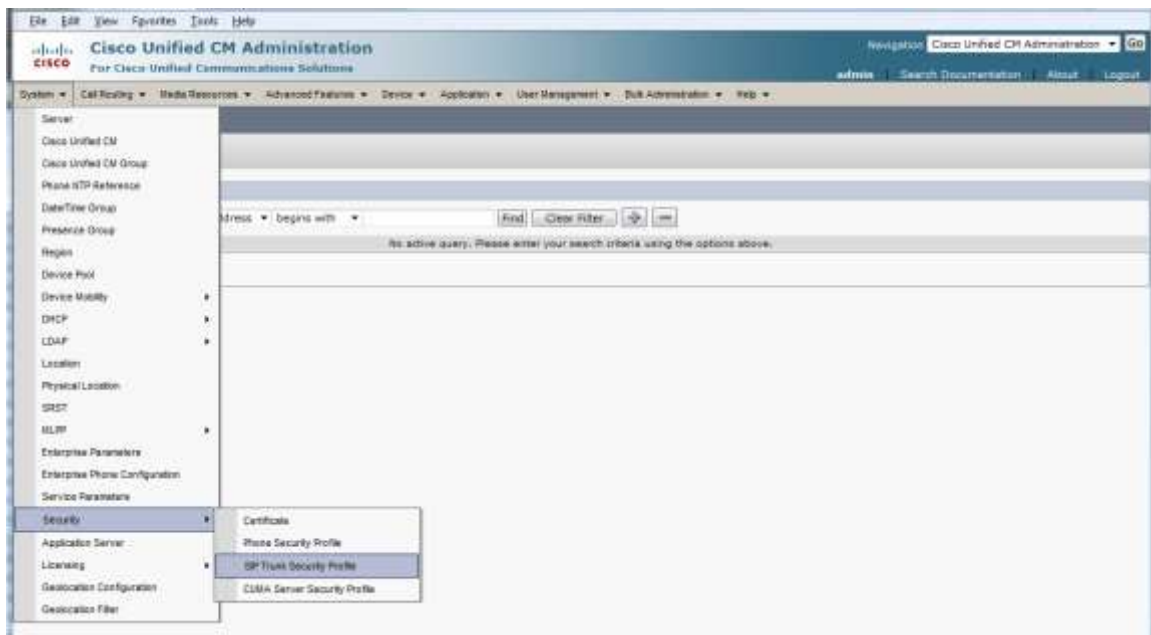 File Edit View Favorites Tools Help
Cisco Unified CM Administration
CISCO
For Cisco Unified Communications Solutions
Navigation Cisco Unified CM Administration Go
admin Search Documentation About Logout
System Call Routing Media Resources Advanced Features Device Application User Management Bulk Administration Help
Server
Cisco Unified CM
Cisco Unified CM Group
Phone NTP Reference
Date/Time Group
Presence Group
Region
Device Pool
Device Mobility
DHCP
LDAP
Location
Physical Location
SRST
MLPP
Enterprise Parameters
Enterprise Phone Configuration
Service Parameters
Security
Application Server
Licensing
Geolocation Configuration
Geolocation Filter
ddress begins with Find Clear Filter
No active query. Please enter your search criteria using the options above.
Certificate
Phone Security Profile
SIP Trunk Security Profile
CUMA Server Security Profile